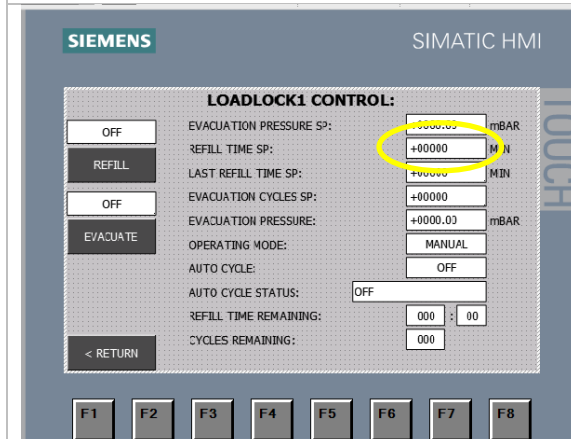 SIEMENS SIMATIC HMI
TOUCH
LOADLOCK1 CONTROL:
OFF
REFILL
OFF
EVACUATE
< RETURN
EVACUATION PRESSURE SP: mBAR
REFILL TIME SP: +00000 MIN
LAST REFILL TIME SP: +00000 MIN
EVACUATION CYCLES SP: +00000
EVACUATION PRESSURE: +0000.00 mBAR
OPERATING MODE: MANUAL
AUTO CYCLE: OFF
AUTO CYCLE STATUS: OFF
REFILL TIME REMAINING: 000 : 00
CYCLES REMAINING: 000
F1 F2 F3 F4 F5 F6 F7 F8